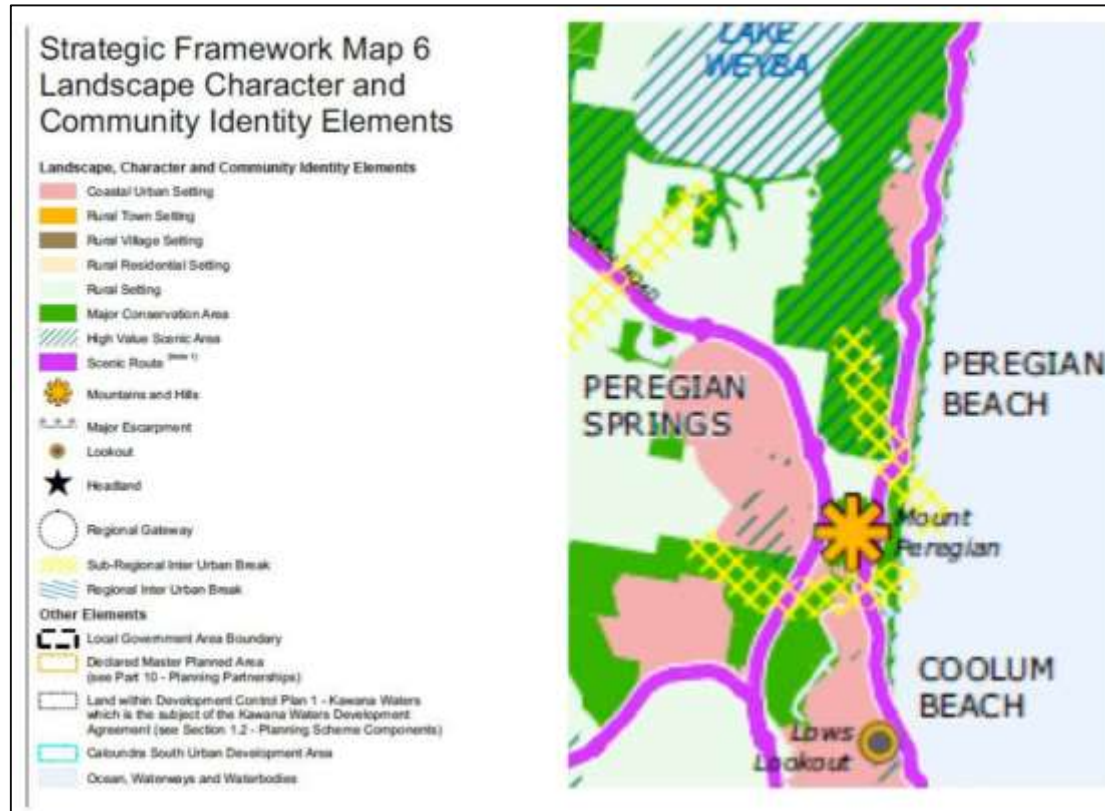 Strategic Framework Map 6
Landscape Character and
Community Identity Elements
Landscape, Character and Community Identity Elements
Coastal Urban Setting
Rural Town Setting
Rural Village Setting
Rural Residential Setting
Rural Setting
Major Conservation Area
High Value Scenic Area
Scenic Route (Note 1)
Mountains and Hills
Major Escarpment
Lookout
Headland
Regional Gateway
Sub-Regional Inter Urban Break
Regional Inter Urban Break
Other Elements
Local Government Area Boundary
Declared Master Planned Area
(see Part 10 - Planning Partnerships)
Land within Development Control Plan 1 - Kawana Waters
which is the subject of the Kawana Waters Development
Agreement (see Section 1.2 - Planning Scheme Components)
Caloundra South Urban Development Area
Ocean, Waterways and Waterbodies
LAKE
WEYBA
ROAD
PEREGIAN
SPRINGS
PEREGIAN
BEACH
Mount
Peregian
COOLUM
BEACH
Lows
Lookout